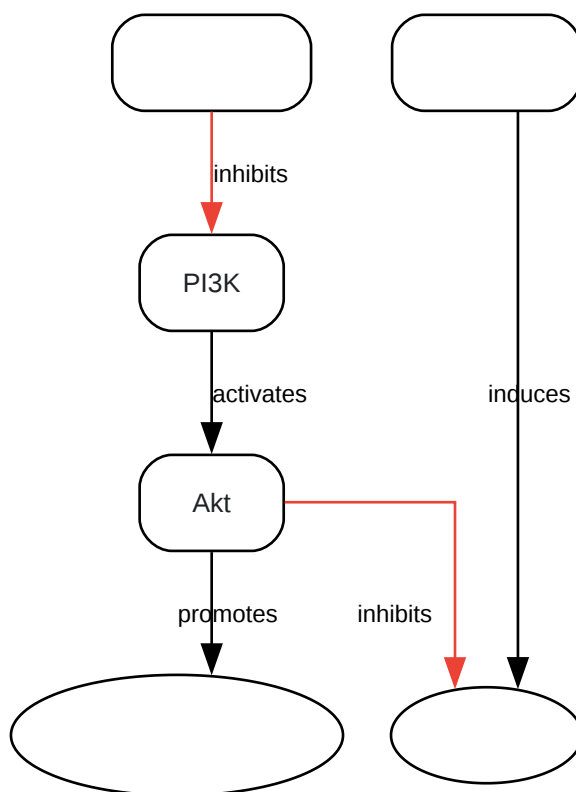 inhibits
PI3K
activates
induces
Akt
promotes
inhibits